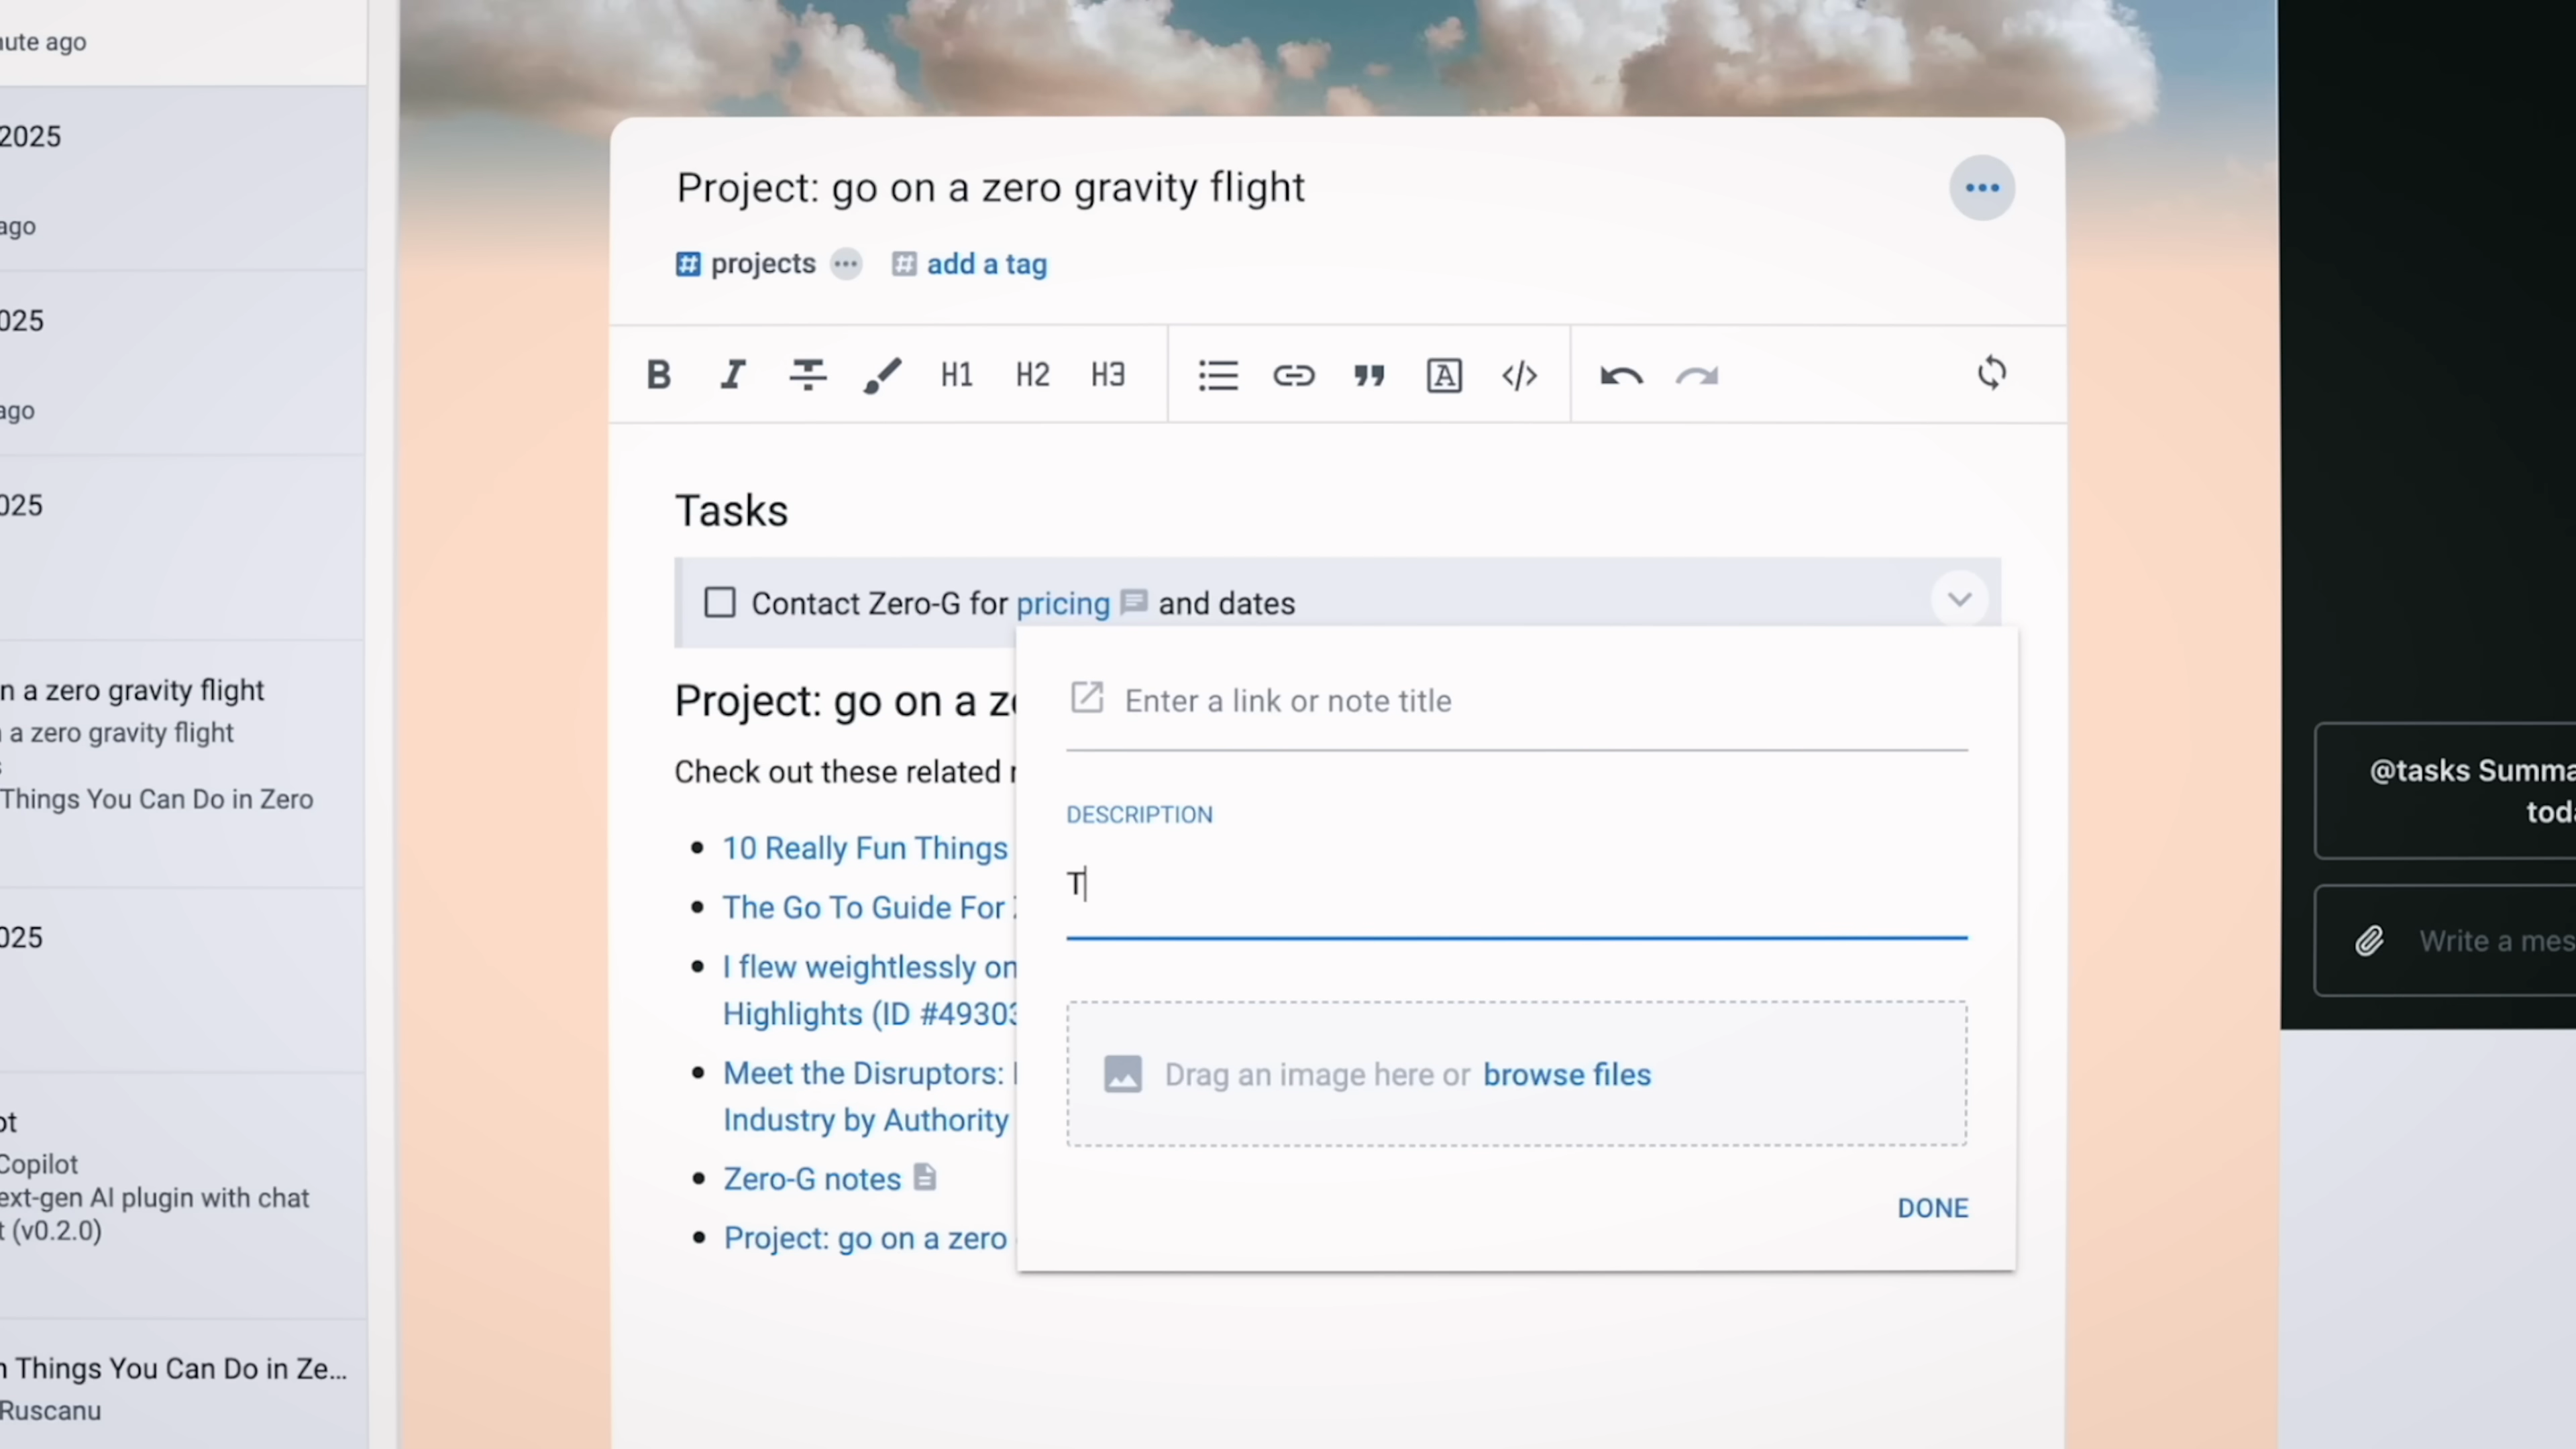 ute ago
2025
ago
025
ago
025
n a zero gravity flight
a zero gravity flight
Things You Can Do in Zero
025
ot
Copilot
ext-gen AI plugin with chat
t (v0.2.0)
n Things You Can Do in Ze...
Ruscanu
Project: go on a zero gravity flight
# projects ... # add a tag
B I H1 H2 H3 A </>
Tasks
Contact Zero-G for pricing and dates
Project: go on a ze
Check out these related
10 Really Fun Things
The Go To Guide For
I flew weightlessly on
Highlights (ID #49303
Meet the Disruptors:
Industry by Authority
Zero-G notes
Project: go on a zero
Enter a link or note title
DESCRIPTION
T
Drag an image here or browse files
DONE
@tasks Summa
toda
Write a mes